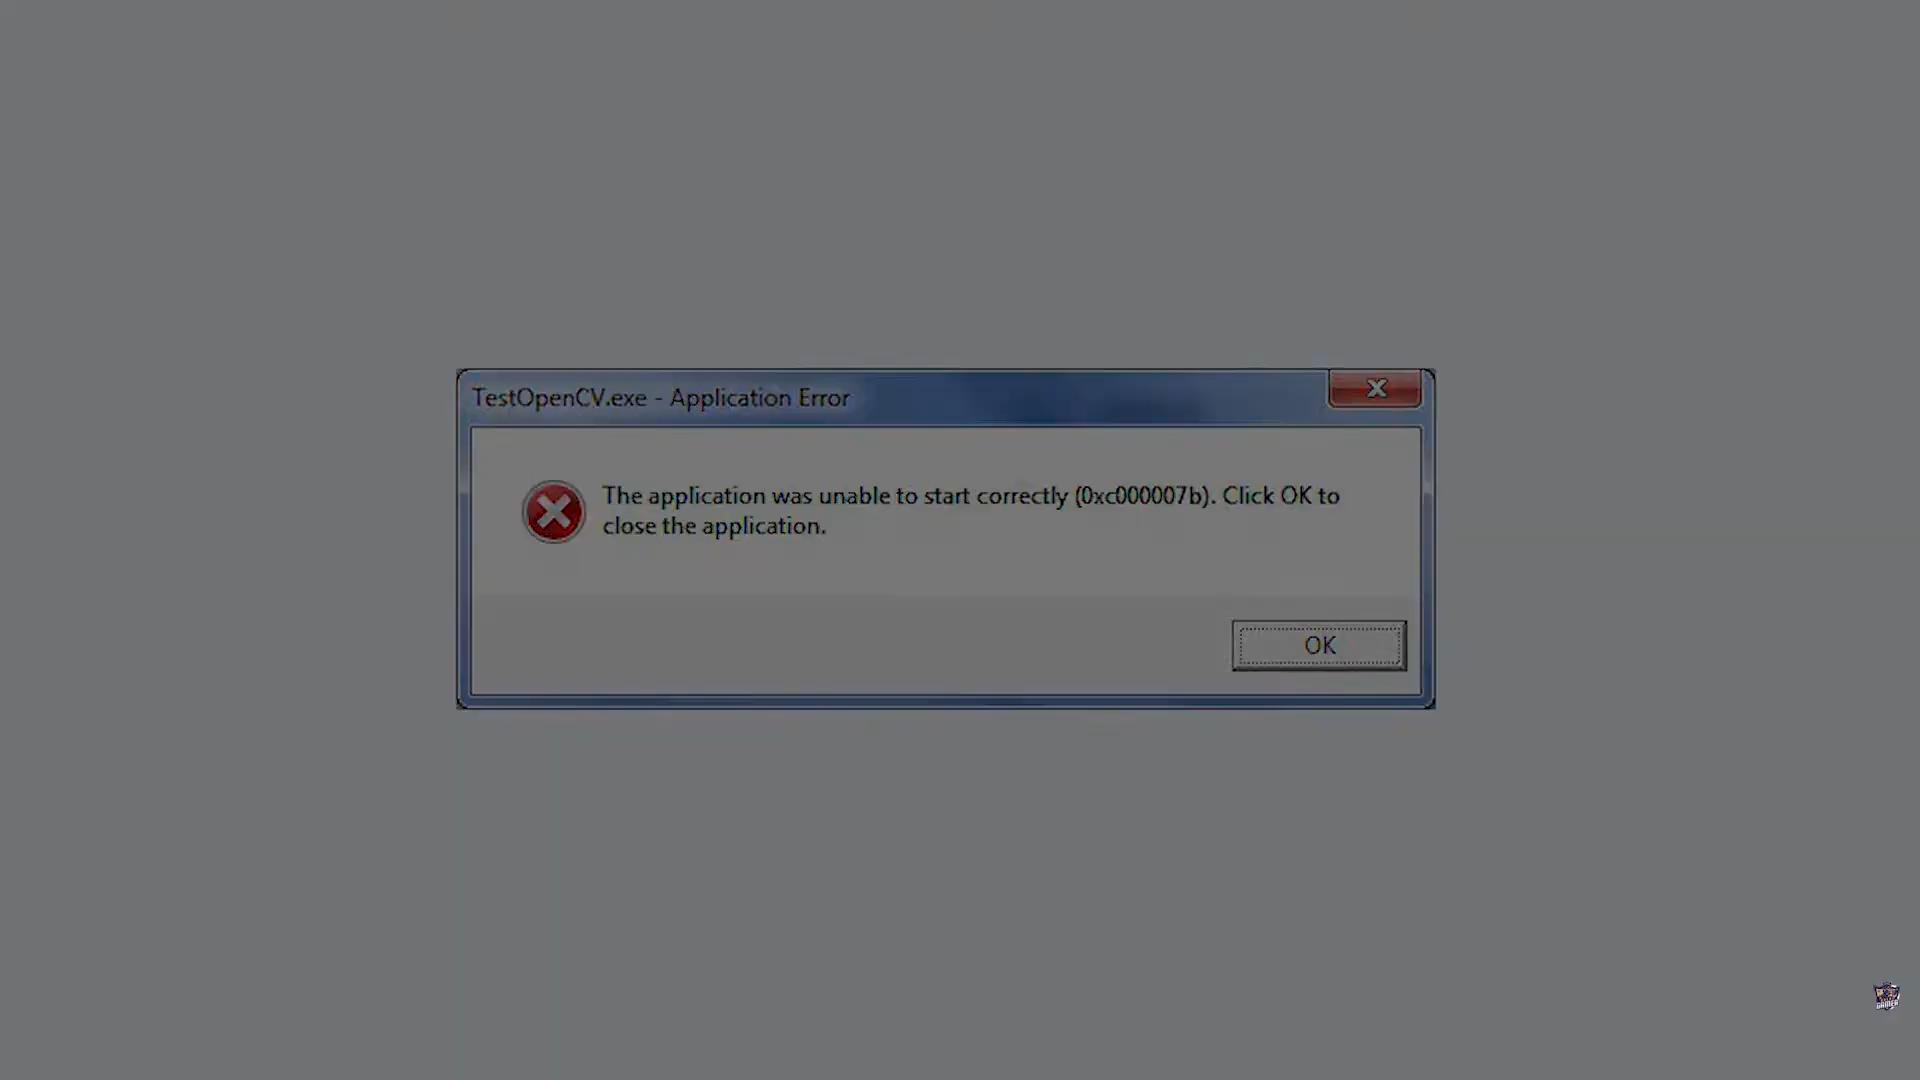 TestOpenCV.exe - Application Error
The application was unable to start correctly (0xc000007b). Click OK to
close the application.
OK